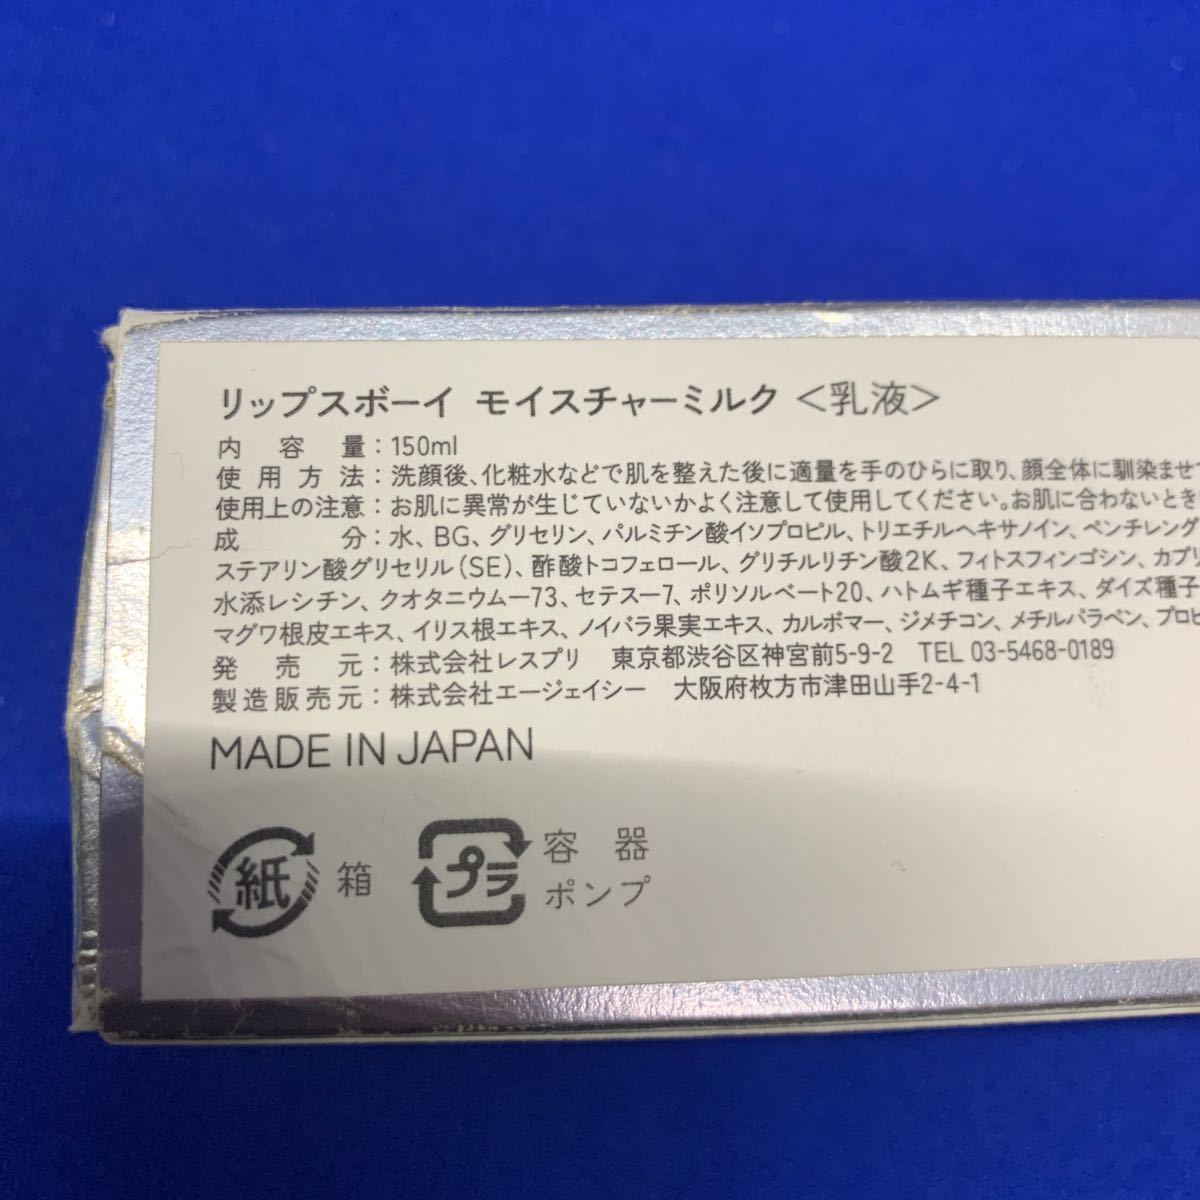 リップスボーイ モイスチャーミルク <乳液>
内容量:150ml
使用方法:洗顔後、化粧水などで肌を整えた後に適量を手のひらに取り、顔全体に馴染ませて
使用上の注意:お肌に異常が生じていないかよく注意して使用してください。お肌に合わないとき
成分:水、BG、グリセリン、パルミチン酸イソプロピル、トリエチルヘキサノイン、ペンチレング
ステアリン酸グリセリル(SE)、酢酸トコフェロール、グリチルリチン酸2K、フィトスフィンゴシン、カプリ
水添レシチン、クオタニウム−73、セテス−7、ポリソルベート20、ハトムギ種子エキス、ダイズ種子
マグワ根皮エキス、イリス根エキス、ノイバラ果実エキス、カルボマー、ジメチコン、メチルパラベン、プロピ
発売元:株式会社レスプリ 東京都渋谷区神宮前5-9-2 TEL 03-5468-0189
製造販売元:株式会社エージェイシー 大阪府枚方市津田山手2-4-1
MADE IN JAPAN
紙 箱
プラ 容器
ポンプ